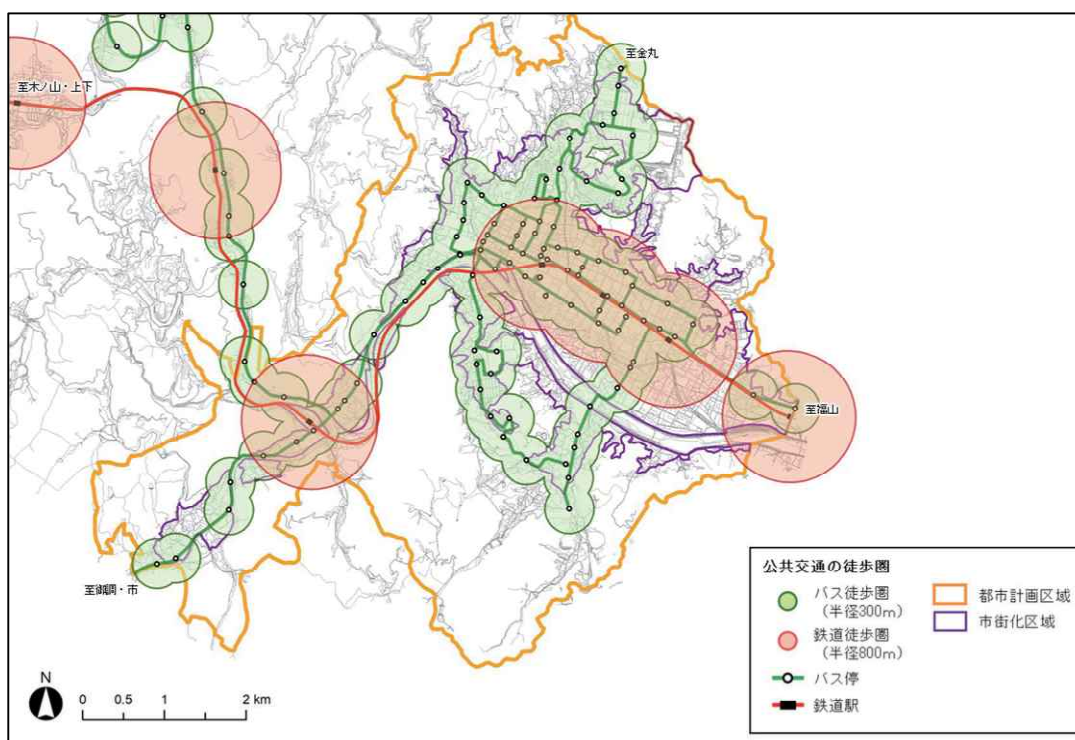 至金丸
至木ノ山・上下
至福山
至御調・市
公共交通の徒歩圏
バス徒歩圏
（半径300m）
鉄道徒歩圏
（半径800m）
バス停
鉄道駅
都市計画区域
市街化区域
N
0 0.5 1 2 km